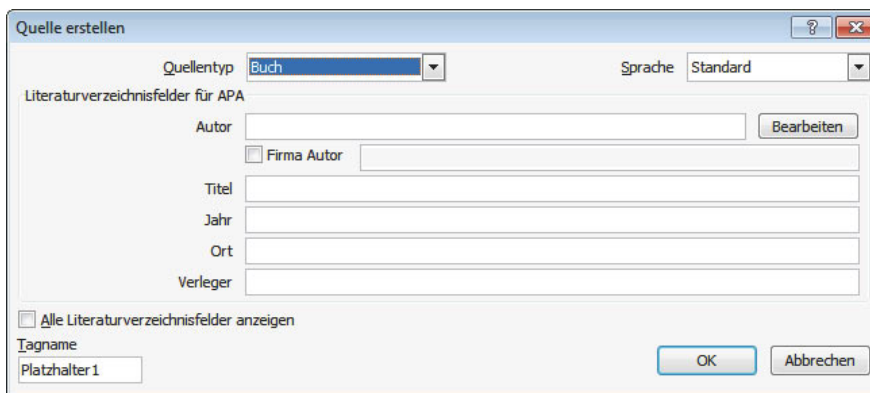 Quelle erstellen
Quellentyp Buch Sprache Standard
Literaturverzeichnisfelder für APA
Autor Bearbeiten
Firma Autor
Titel
Jahr
Ort
Verleger
Alle Literaturverzeichnisfelder anzeigen
Tagname
Platzhalter1 OK Abbrechen